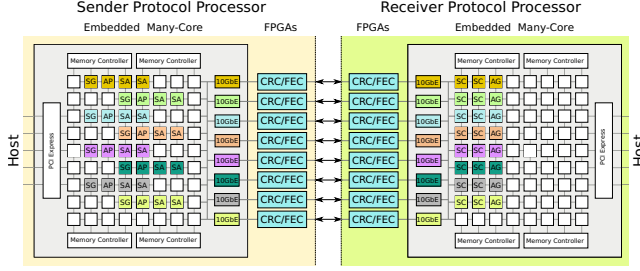 Sender Protocol Processor
Receiver Protocol Processor
Embedded Many-Core
FPGAs
FPGAs
Embedded Many-Core
Memory Controller
Memory Controller
Memory Controller
Memory Controller
SG AP SA SA
10GbE
CRC/FEC
CRC/FEC
10GbE
SC SC AG
SG AP SA SA
10GbE
CRC/FEC
CRC/FEC
10GbE
SC SC AG
SG AP SA SA
10GbE
CRC/FEC
CRC/FEC
10GbE
SC SC AG
SG AP SA SA
10GbE
CRC/FEC
CRC/FEC
10GbE
SC SC AG
SG AP SA SA
10GbE
CRC/FEC
CRC/FEC
10GbE
SC SC AG
SG AP SA SA
10GbE
CRC/FEC
CRC/FEC
10GbE
SC SC AG
SG AP SA SA
10GbE
CRC/FEC
CRC/FEC
10GbE
SC SC AG
SG AP SA SA
10GbE
CRC/FEC
CRC/FEC
10GbE
SC SC AG
Host
PCI Express
PCI Express
Host
Memory Controller
Memory Controller
Memory Controller
Memory Controller